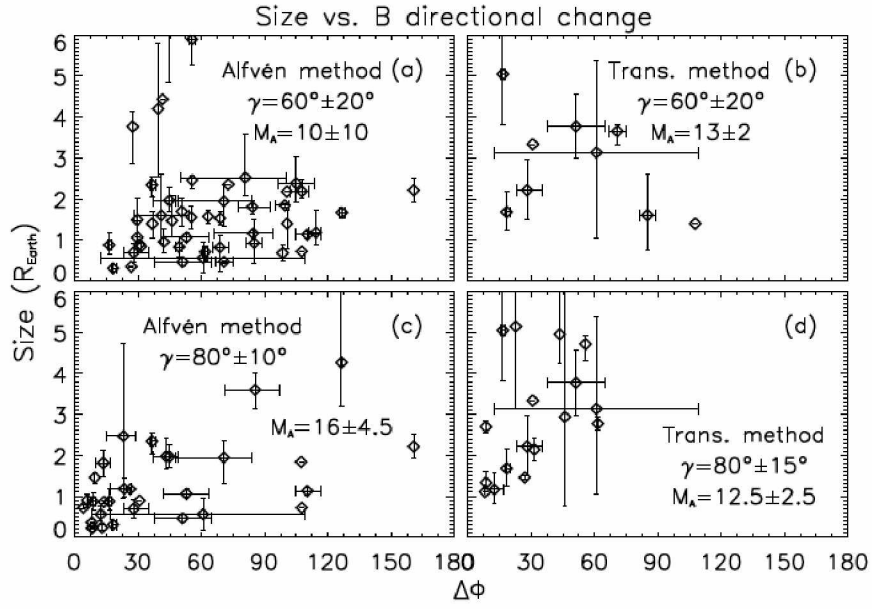 Size vs. B directional change
Alfvén method (a)
γ=60°±20°
M_A=10±10
Trans. method (b)
γ=60°±20°
M_A=13±2
Alfvén method (c)
γ=80°±10°
M_A=16±4.5
(d)
Trans. method
γ=80°±15°
M_A=12.5±2.5
Size (R_Earth)
6
5
4
3
2
1
0
6
5
4
3
2
1
0
0 30 60 90 120 150 180
0 30 60 90 120 150 180
ΔΦ